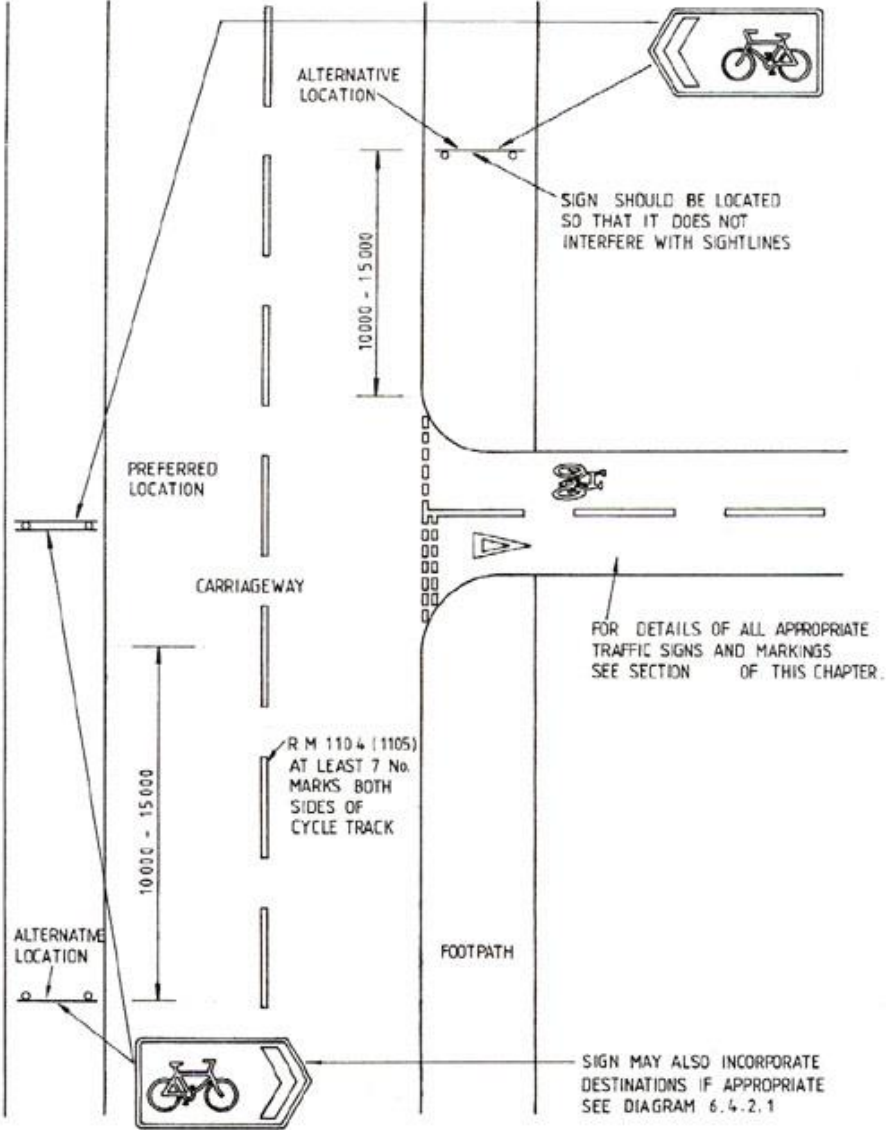 ALTERNATIVE
LOCATION
SIGN SHOULD BE LOCATED
SO THAT IT DOES NOT
INTERFERE WITH SIGHTLINES
10000 - 15000
PREFERRED
LOCATION
CARRIAGEWAY
FOR DETAILS OF ALL APPROPRIATE
TRAFFIC SIGNS AND MARKINGS
SEE SECTION OF THIS CHAPTER.
R M 1104 (1105)
AT LEAST 7 No.
MARKS BOTH
SIDES OF
CYCLE TRACK
10000 - 15000
ALTERNATIVE
LOCATION
FOOTPATH
SIGN MAY ALSO INCORPORATE
DESTINATIONS IF APPROPRIATE
SEE DIAGRAM 6.4.2.1